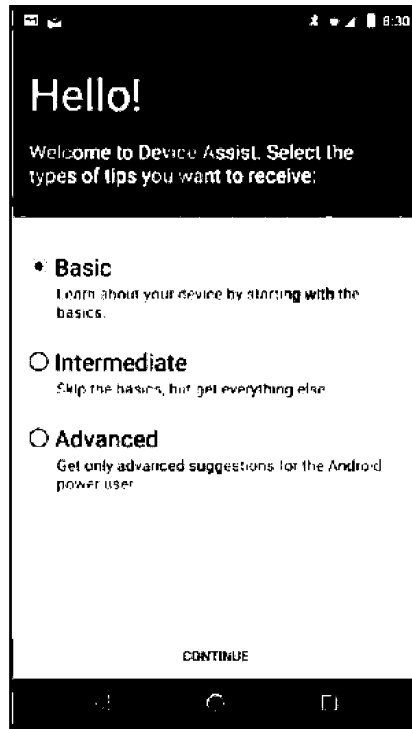 8:30
Hello!
Welcome to Device Assist. Select the
types of tips you want to receive:
Basic
Learn about your device by starting with the
basics.
Intermediate
Skip the basics, but get everything else
Advanced
Get only advanced suggestions for the Android
power user
CONTINUE